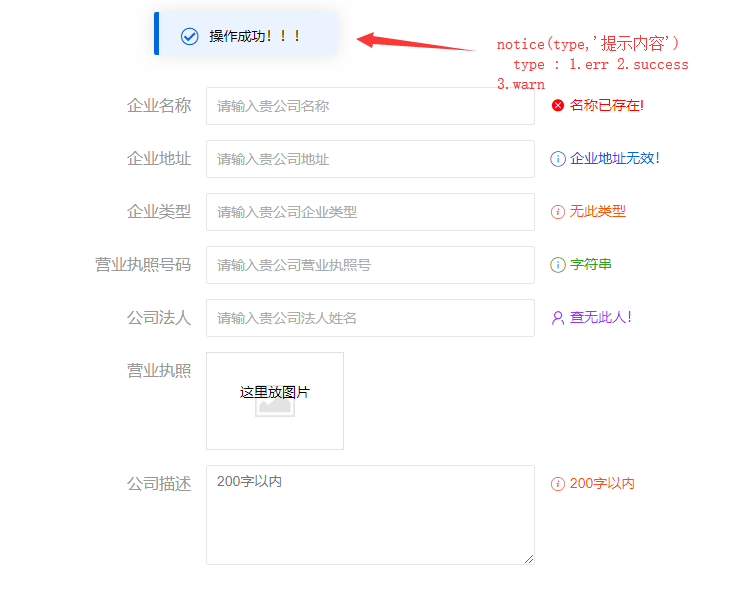 操作成功！！！
notice(type,'提示内容')
type : 1.err 2.success
3.warn
企业名称 请输入贵公司名称 名称已存在!
企业地址 请输入贵公司地址 企业地址无效!
企业类型 请输入贵公司企业类型 无此类型
营业执照号码 请输入贵公司营业执照号 字符串
公司法人 请输入贵公司法人姓名 查无此人!
营业执照 这里放图片
公司描述 200字以内 200字以内